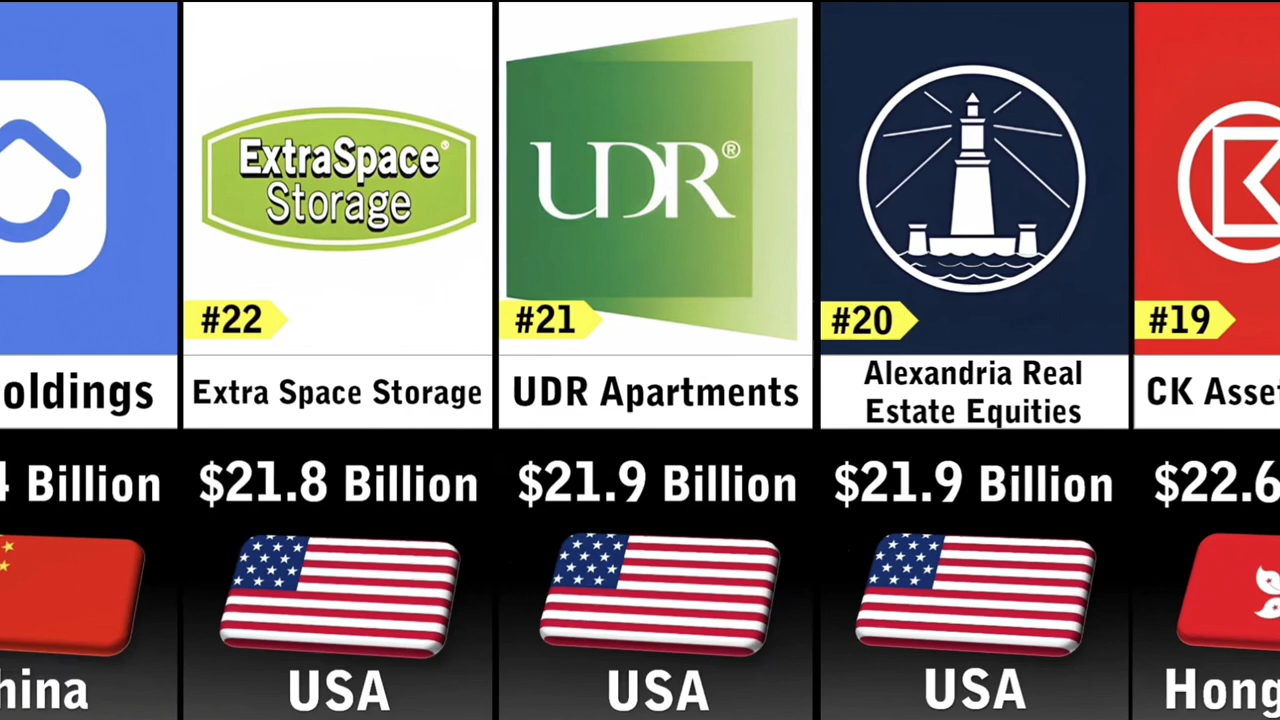 ExtraSpace®
Storage
UDR®
#22
#21
#20
#19
oldings
Extra Space Storage
UDR Apartments
Alexandria Real
Estate Equities
CK Asse
4 Billion
$21.8 Billion
$21.9 Billion
$21.9 Billion
$22.6
hina
USA
USA
USA
Hong